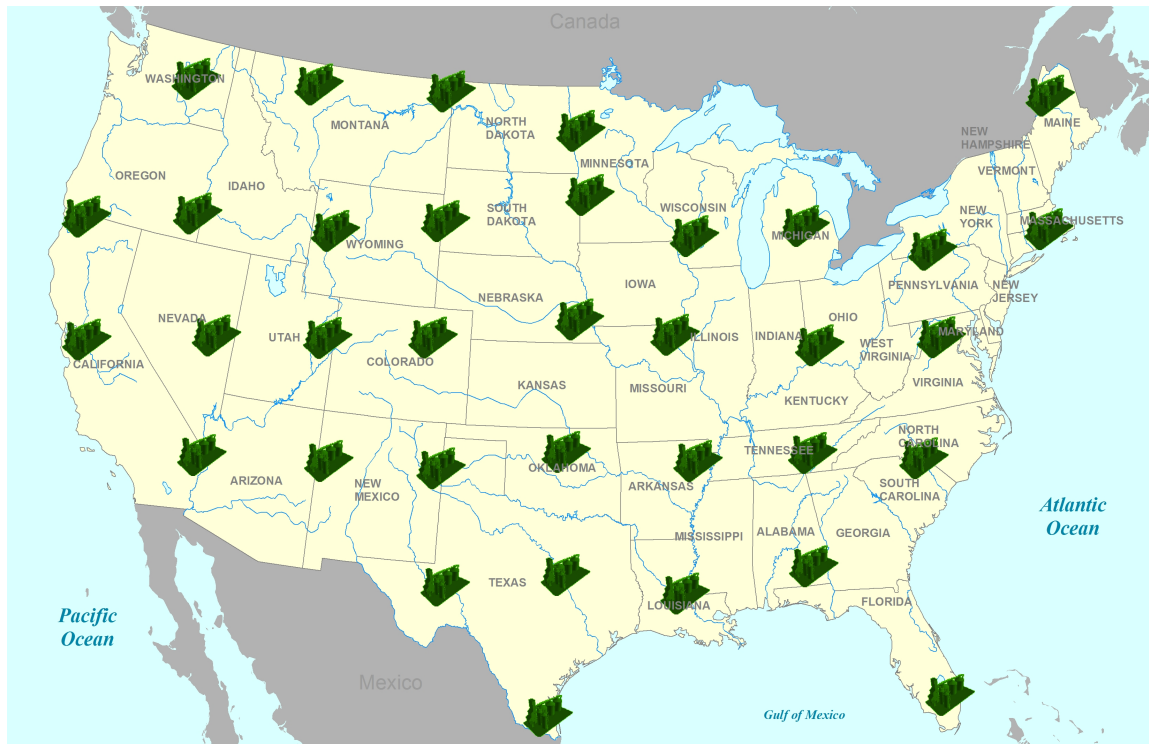 Canada
WASHINGTON
MONTANA
NORTH
DAKOTA
MINNESOTA
MAINE
NEW
HAMPSHIRE
VERMONT
OREGON
IDAHO
WYOMING
SOUTH
DAKOTA
WISCONSIN
MICHIGAN
NEW
YORK
MASSACHUSETTS
NEBRASKA
IOWA
PENNSYLVANIA
NEW
JERSEY
NEVADA
UTAH
COLORADO
ILLINOIS
INDIANA
OHIO
WEST
VIRGINIA
MARYLAND
CALIFORNIA
KANSAS
MISSOURI
KENTUCKY
VIRGINIA
ARIZONA
NEW
MEXICO
OKLAHOMA
ARKANSAS
TENNESSEE
NORTH
CAROLINA
SOUTH
CAROLINA
MISSISSIPPI
ALABAMA
GEORGIA
Atlantic
Ocean
TEXAS
LOUISIANA
FLORIDA
Pacific
Ocean
Mexico
Gulf of Mexico